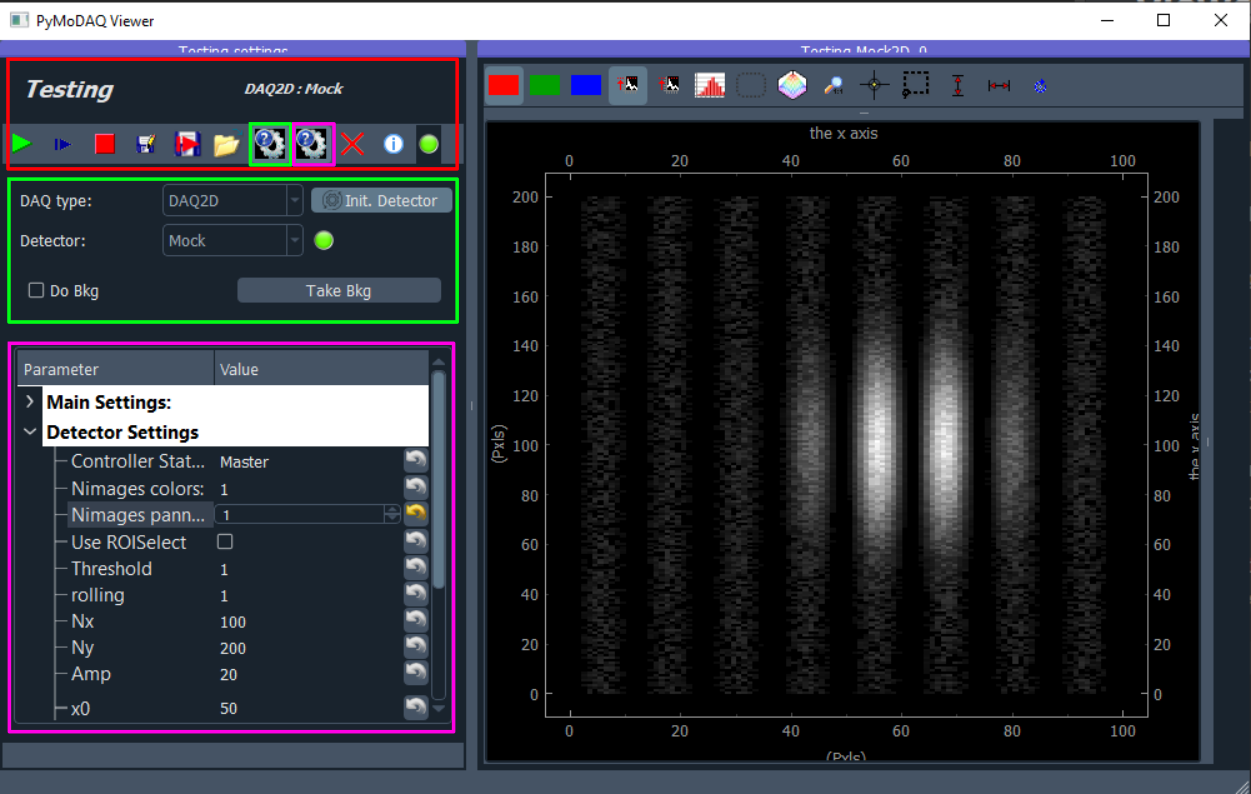 PyMoDAQ Viewer
Testing settings
Testing Mock2D 0
Testing
DAQ2D : Mock
DAQ type:
DAQ2D
Init. Detector
Detector:
Mock
Do Bkg
Take Bkg
Parameter Value
Main Settings:
Detector Settings
Controller Stat... Master
Nimages colors: 1
Nimages pann... 1
Use ROISelect
Threshold 1
rolling 1
Nx 100
Ny 200
Amp 20
x0 50
the x axis
0 20 40 60 80 100
200 200
180 180
160 160
140 140
120 120
100 100
80 80
60 60
40 40
20 20
0 0
(Pxls)
the x axis
0 20 40 60 80 100
(Pxls)